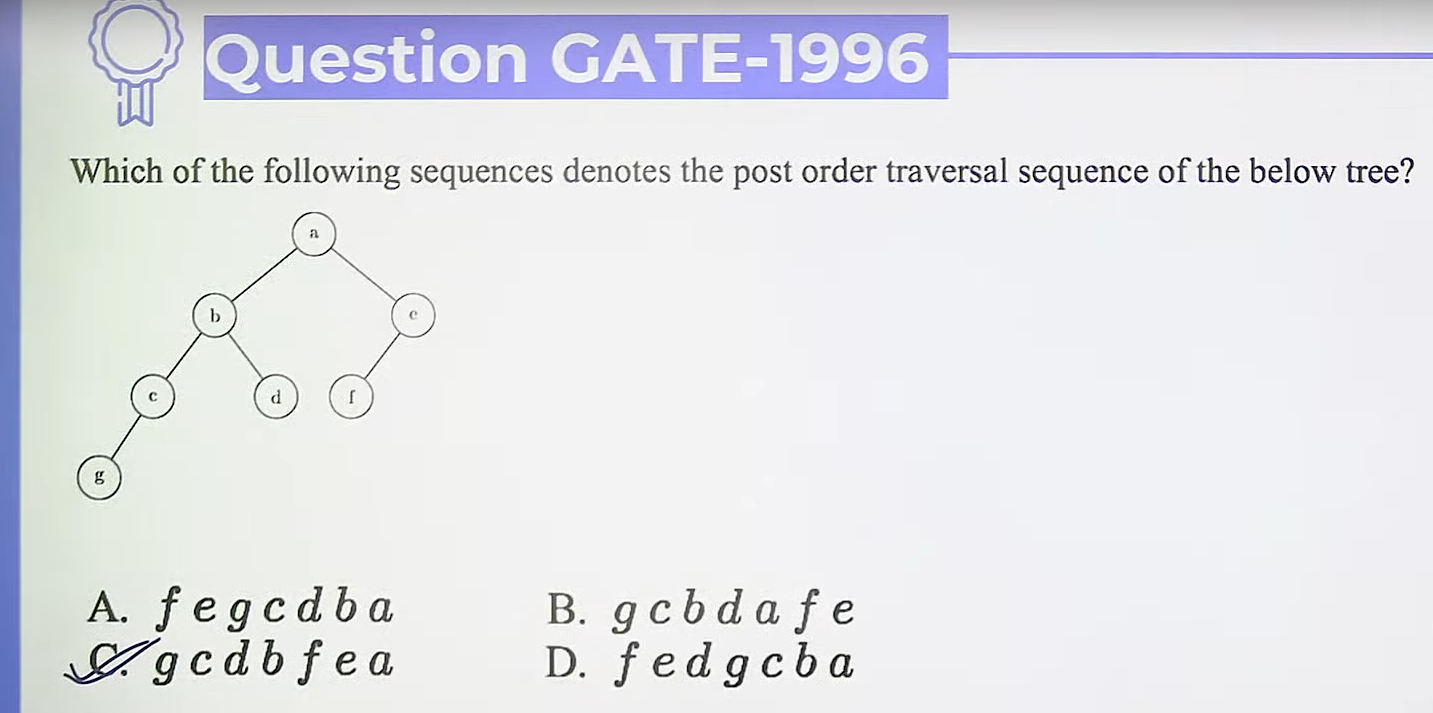 Question GATE-1996
Which of the following sequences denotes the post order traversal sequence of the below tree?
a
b e
c d f
g
A. f e g c d b a B. g c b d a f e
C. g c d b f e a D. f e d g c b a